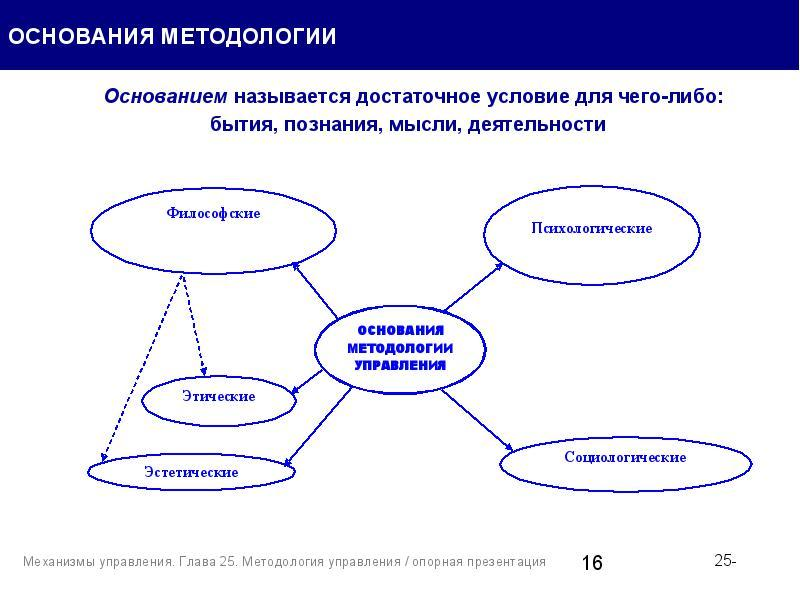 ОСНОВАНИЯ МЕТОДОЛОГИИ
Основанием называется достаточное условие для чего-либо:
бытия, познания, мысли, деятельности
Философские
Психологические
ОСНОВАНИЯ
МЕТОДОЛОГИИ
УПРАВЛЕНИЯ
Этические
Эстетические
Социологические
Механизмы управления. Глава 25. Методология управления / опорная презентация
16
25-